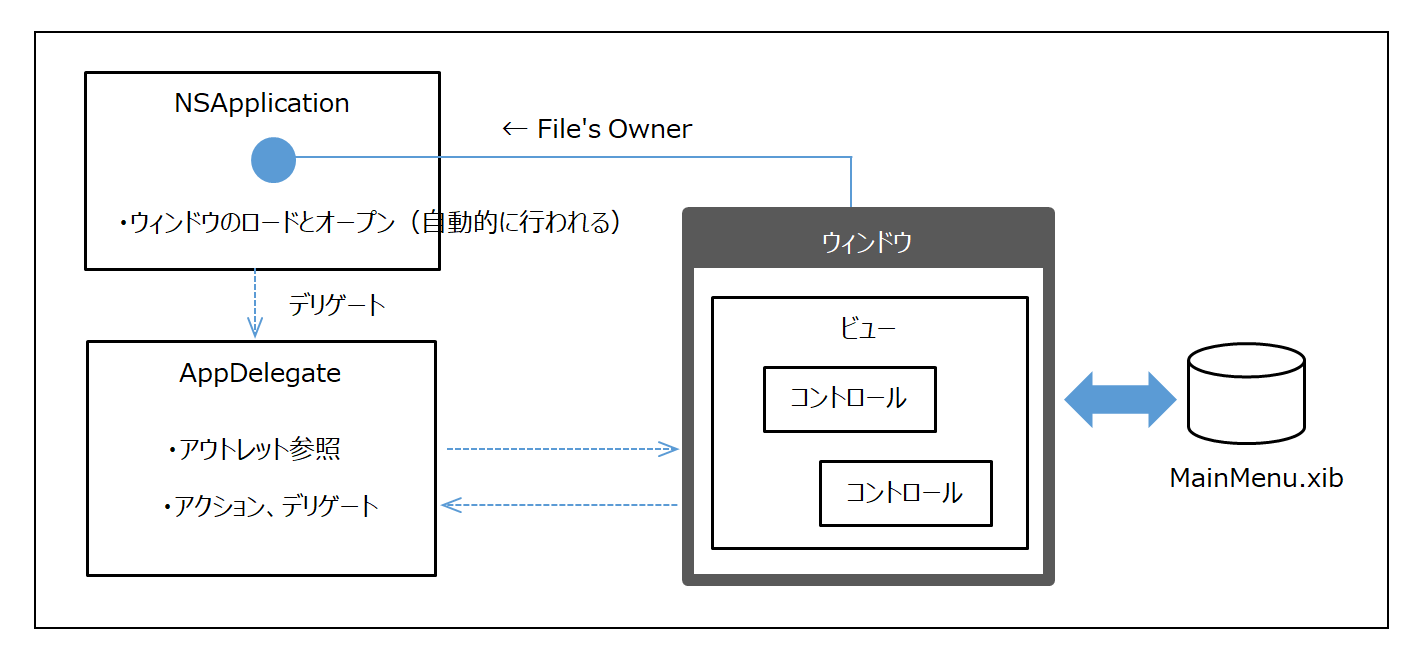 NSApplication
← File's Owner
・ウィンドウのロードとオープン（自動的に行われる）
ウィンドウ
デリゲート
ビュー
AppDelegate
コントロール
・アウトレット参照
コントロール
・アクション、デリゲート
MainMenu.xib